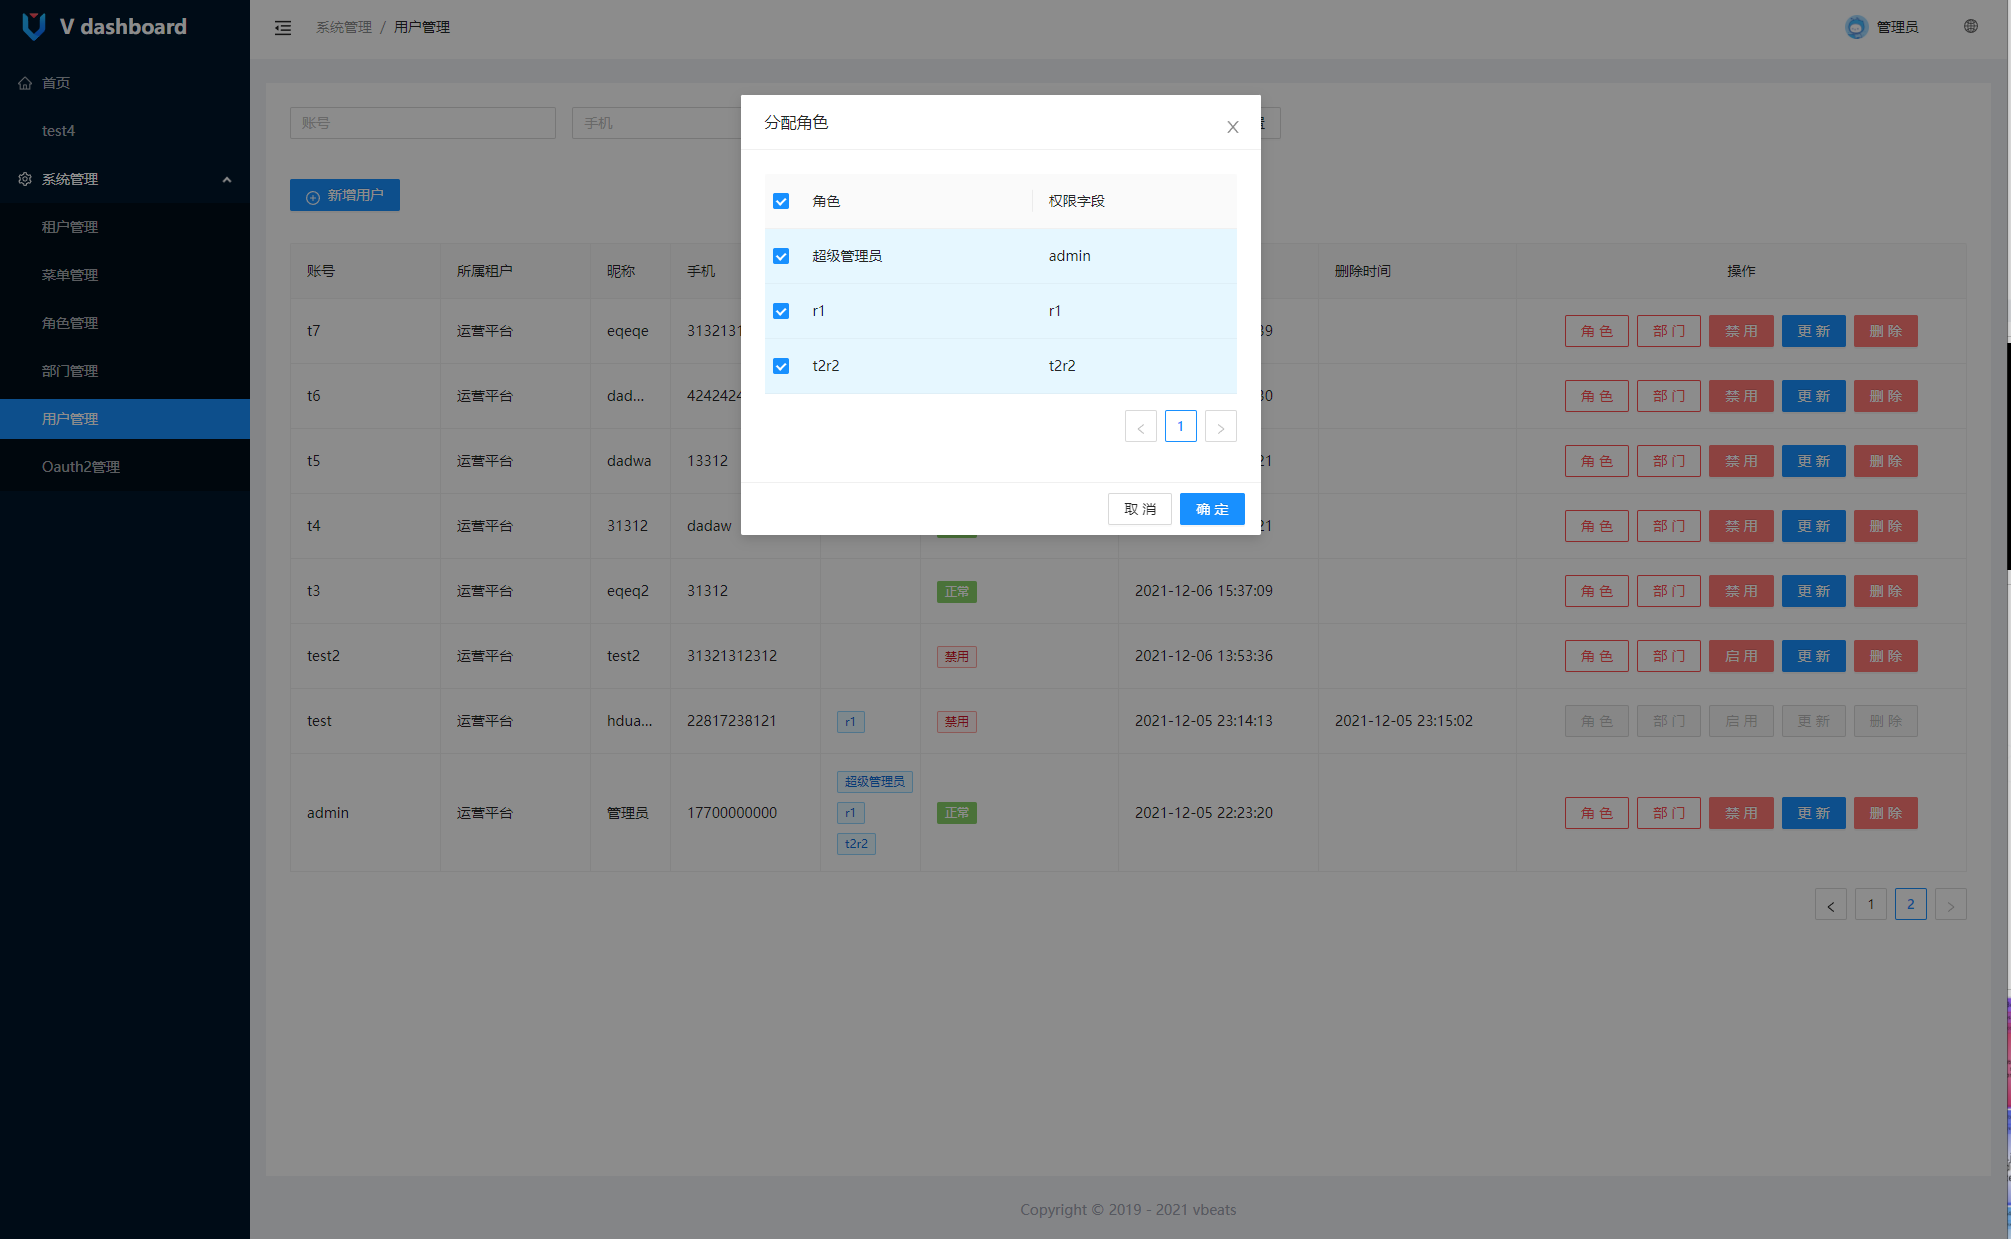 V dashboard
首页
test4
系统管理
租户管理
菜单管理
角色管理
部门管理
用户管理
Oauth2管理
系统管理 / 用户管理
管理员
账号
手机
新增用户
账号 所属租户 昵称 手机 删除时间 操作
t7 运营平台 eqeqe 3132131 39 角 色 部 门 禁 用 更 新 删 除
t6 运营平台 dad... 4242424 30 角 色 部 门 禁 用 更 新 删 除
t5 运营平台 dadwa 13312 21 角 色 部 门 禁 用 更 新 删 除
t4 运营平台 31312 dadaw 21 角 色 部 门 禁 用 更 新 删 除
t3 运营平台 eqeq2 31312 正常 2021-12-06 15:37:09 角 色 部 门 禁 用 更 新 删 除
test2 运营平台 test2 31321312312 禁用 2021-12-06 13:53:36 角 色 部 门 启 用 更 新 删 除
test 运营平台 hdua... 22817238121 r1 禁用 2021-12-05 23:14:13 2021-12-05 23:15:02 角 色 部 门 启 用 更 新 删 除
admin 运营平台 管理员 17700000000 超级管理员 r1 t2r2 正常 2021-12-05 22:23:20 角 色 部 门 禁 用 更 新 删 除
< 1 2 >
分配角色
角色 权限字段
超级管理员 admin
r1 r1
t2r2 t2r2
< 1 >
取 消 确 定
Copyright © 2019 - 2021 vbeats